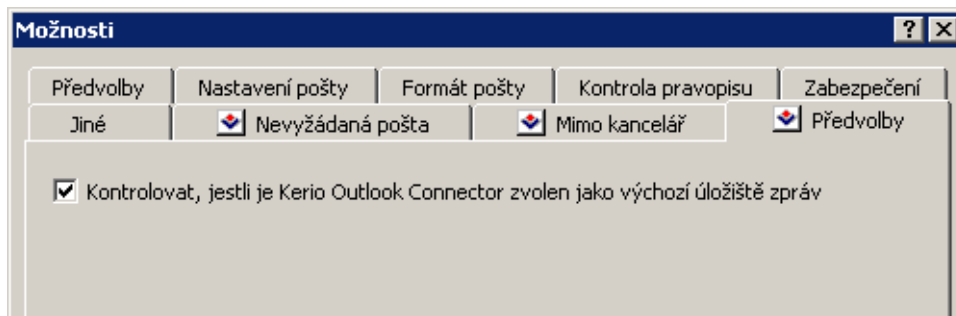 Možnosti
Předvolby Nastavení pošty Formát pošty Kontrola pravopisu Zabezpečení
Jiné Nevyžádaná pošta Mimo kancelář Předvolby
Kontrolovat, jestli je Kerio Outlook Connector zvolen jako výchozí úložiště zpráv